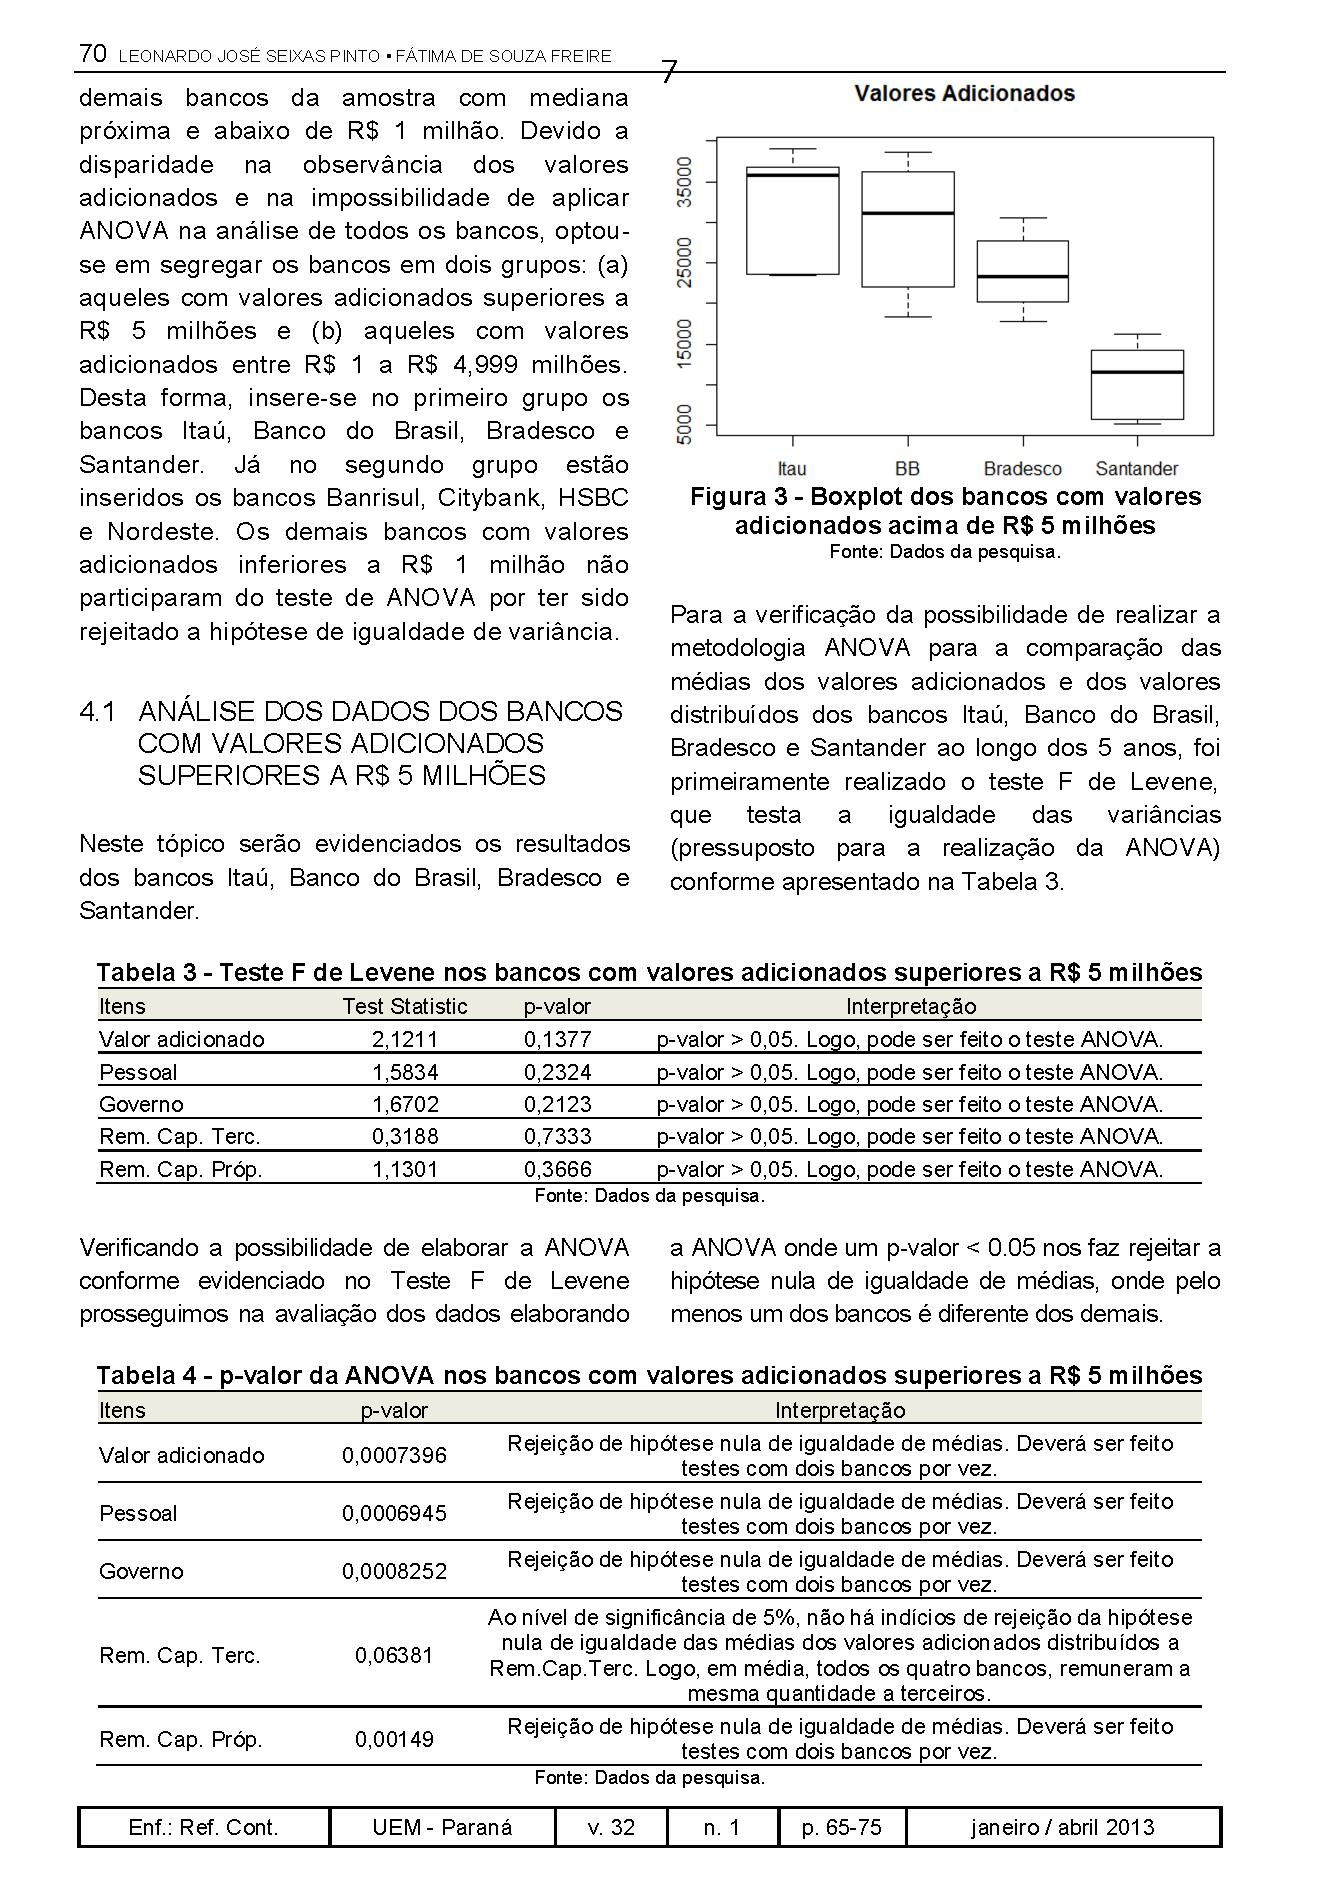 70 LEONARDO JOSÉ SEIXAS PINTO ▪ FÁTIMA DE SOUZA FREIRE
7
demais bancos da amostra com mediana
próxima e abaixo de R$ 1 milhão. Devido a
disparidade na observância dos valores
adicionados e na impossibilidade de aplicar
ANOVA na análise de todos os bancos, optou-
se em segregar os bancos em dois grupos: (a)
aqueles com valores adicionados superiores a
R$ 5 milhões e (b) aqueles com valores
adicionados entre R$ 1 a R$ 4,999 milhões.
Desta forma, insere-se no primeiro grupo os
bancos Itaú, Banco do Brasil, Bradesco e
Santander. Já no segundo grupo estão
inseridos os bancos Banrisul, Citybank, HSBC
e Nordeste. Os demais bancos com valores
adicionados inferiores a R$ 1 milhão não
participaram do teste de ANOVA por ter sido
rejeitado a hipótese de igualdade de variância.
4.1 ANÁLISE DOS DADOS DOS BANCOS
COM VALORES ADICIONADOS
SUPERIORES A R$ 5 MILHÕES
Neste tópico serão evidenciados os resultados
dos bancos Itaú, Banco do Brasil, Bradesco e
Santander.
Valores Adicionados
35000
25000
15000
5000
Itau BB Bradesco Santander
Figura 3 - Boxplot dos bancos com valores
adicionados acima de R$ 5 milhões
Fonte: Dados da pesquisa.
Para a verificação da possibilidade de realizar a
metodologia ANOVA para a comparação das
médias dos valores adicionados e dos valores
distribuídos dos bancos Itaú, Banco do Brasil,
Bradesco e Santander ao longo dos 5 anos, foi
primeiramente realizado o teste F de Levene,
que testa a igualdade das variâncias
(pressuposto para a realização da ANOVA)
conforme apresentado na Tabela 3.
Tabela 3 - Teste F de Levene nos bancos com valores adicionados superiores a R$ 5 milhões
Itens Test Statistic p-valor Interpretação
Valor adicionado 2,1211 0,1377 p-valor > 0,05. Logo, pode ser feito o teste ANOVA.
Pessoal 1,5834 0,2324 p-valor > 0,05. Logo, pode ser feito o teste ANOVA.
Governo 1,6702 0,2123 p-valor > 0,05. Logo, pode ser feito o teste ANOVA.
Rem. Cap. Terc. 0,3188 0,7333 p-valor > 0,05. Logo, pode ser feito o teste ANOVA.
Rem. Cap. Próp. 1,1301 0,3666 p-valor > 0,05. Logo, pode ser feito o teste ANOVA.
Fonte: Dados da pesquisa.
Verificando a possibilidade de elaborar a ANOVA
conforme evidenciado no Teste F de Levene
prosseguimos na avaliação dos dados elaborando
a ANOVA onde um p-valor < 0.05 nos faz rejeitar a
hipótese nula de igualdade de médias, onde pelo
menos um dos bancos é diferente dos demais.
Tabela 4 - p-valor da ANOVA nos bancos com valores adicionados superiores a R$ 5 milhões
Itens p-valor Interpretação
Valor adicionado 0,0007396 Rejeição de hipótese nula de igualdade de médias. Deverá ser feito
testes com dois bancos por vez.
Pessoal 0,0006945 Rejeição de hipótese nula de igualdade de médias. Deverá ser feito
testes com dois bancos por vez.
Governo 0,0008252 Rejeição de hipótese nula de igualdade de médias. Deverá ser feito
testes com dois bancos por vez.
Rem. Cap. Terc. 0,06381 Ao nível de significância de 5%, não há indícios de rejeição da hipótese
nula de igualdade das médias dos valores adicionados distribuídos a
Rem.Cap.Terc. Logo, em média, todos os quatro bancos, remuneram a
mesma quantidade a terceiros.
Rem. Cap. Próp. 0,00149 Rejeição de hipótese nula de igualdade de médias. Deverá ser feito
testes com dois bancos por vez.
Fonte: Dados da pesquisa.
Enf.: Ref. Cont. UEM - Paraná v. 32 n. 1 p. 65-75 janeiro / abril 2013